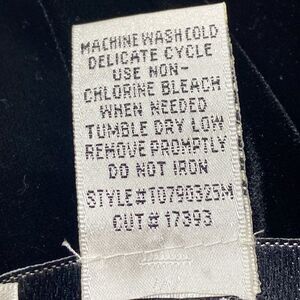 MACHINE WASH COLD
DELICATE CYCLE
USE NON-
CHLORINE BLEACH
WHEN NEEDED
TUMBLE DRY LOW
REMOVE PROMPTLY
DO NOT IRON
STYLE#T0790325M
CUT# 17393